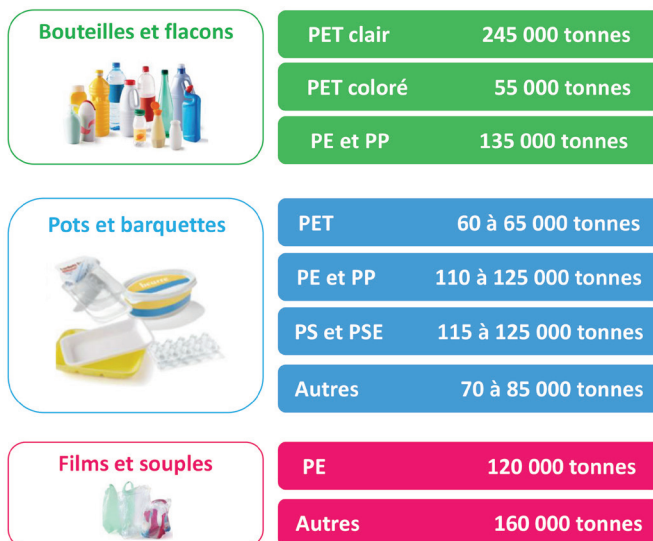 Bouteilles et flacons
PET clair 245 000 tonnes
PET coloré 55 000 tonnes
PE et PP 135 000 tonnes
Pots et barquettes
PET 60 à 65 000 tonnes
PE et PP 110 à 125 000 tonnes
PS et PSE 115 à 125 000 tonnes
Autres 70 à 85 000 tonnes
Films et souples
PE 120 000 tonnes
Autres 160 000 tonnes